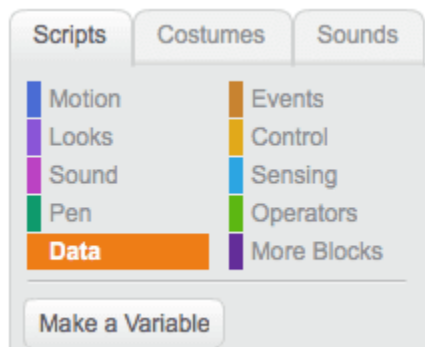 Scripts Costumes Sounds
Motion Events
Looks Control
Sound Sensing
Pen Operators
Data More Blocks
Make a Variable